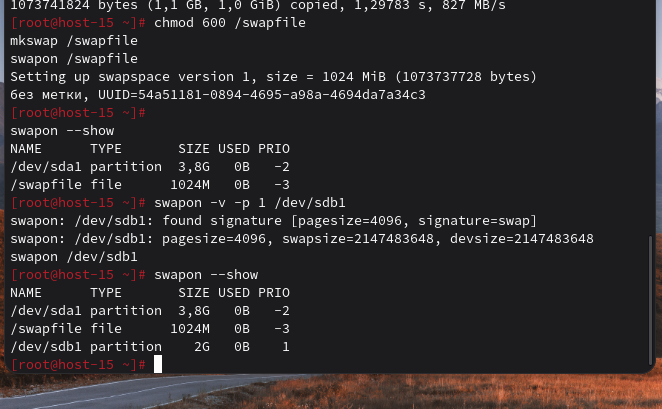 1073741824 bytes (1,1 GB, 1,0 GiB) copied, 1,29783 s, 827 MB/s
[root@host-15 ~]# chmod 600 /swapfile
mkswap /swapfile
swapon /swapfile
Setting up swapspace version 1, size = 1024 MiB (1073737728 bytes)
без метки, UUID=54a51181-0894-4695-a98a-4694da7a34c3
[root@host-15 ~]#
swapon --show
NAME      TYPE       SIZE USED PRIO
/dev/sda1 partition  3,8G   0B   -2
/swapfile file      1024M   0B   -3
[root@host-15 ~]# swapon -v -p 1 /dev/sdb1
swapon: /dev/sdb1: found signature [pagesize=4096, signature=swap]
swapon: /dev/sdb1: pagesize=4096, swapsize=2147483648, devsize=2147483648
swapon /dev/sdb1
[root@host-15 ~]# swapon --show
NAME      TYPE       SIZE USED PRIO
/dev/sda1 partition  3,8G   0B   -2
/swapfile file      1024M   0B   -3
/dev/sdb1 partition    2G   0B    1
[root@host-15 ~]#